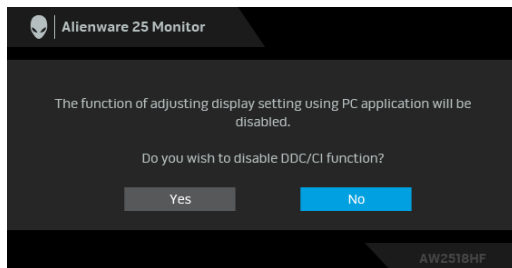 Alienware 25 Monitor
The function of adjusting display setting using PC application will be
disabled.
Do you wish to disable DDC/CI function?
Yes
No
AW2518HF